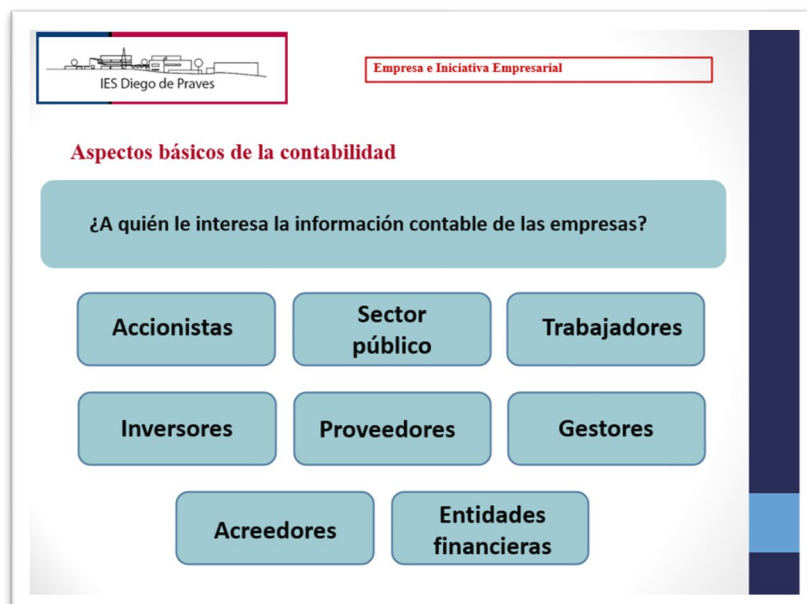 IES Diego de Praves
Empresa e Iniciativa Empresarial
Aspectos básicos de la contabilidad
¿A quién le interesa la información contable de las empresas?
Accionistas
Sector
público
Trabajadores
Inversores
Proveedores
Gestores
Acreedores
Entidades
financieras